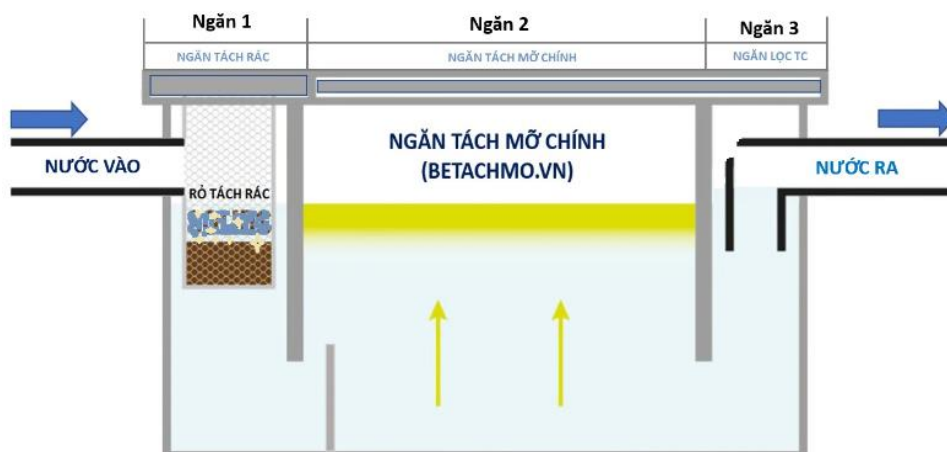 Ngăn 1
Ngăn 2
Ngăn 3
NGĂN TÁCH RÁC
NGĂN TÁCH MỠ CHÍNH
NGĂN LỌC TC
NGĂN TÁCH MỠ CHÍNH
(BETACHMO.VN)
NƯỚC VÀO
NƯỚC RA
RỎ TÁCH RÁC